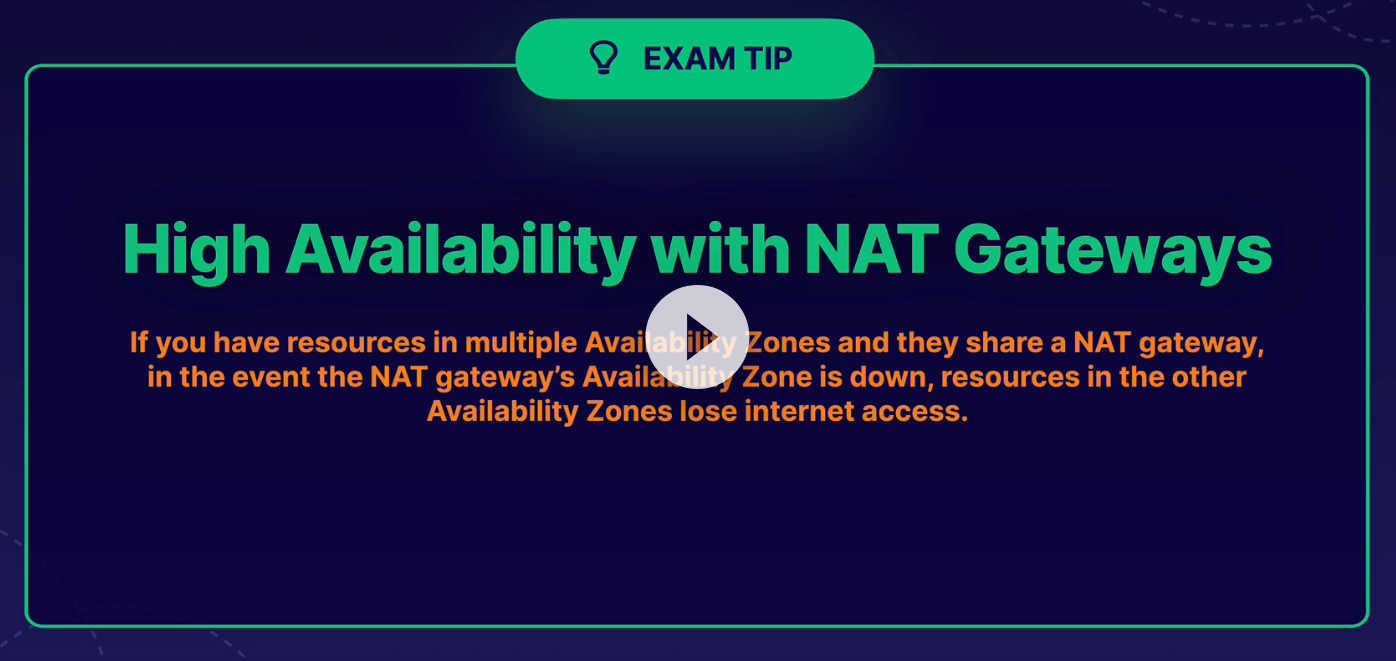 EXAM TIP
High Availability with NAT Gateways
If you have resources in multiple Availability Zones and they share a NAT gateway,
in the event the NAT gateway’s Availability Zone is down, resources in the other
Availability Zones lose internet access.